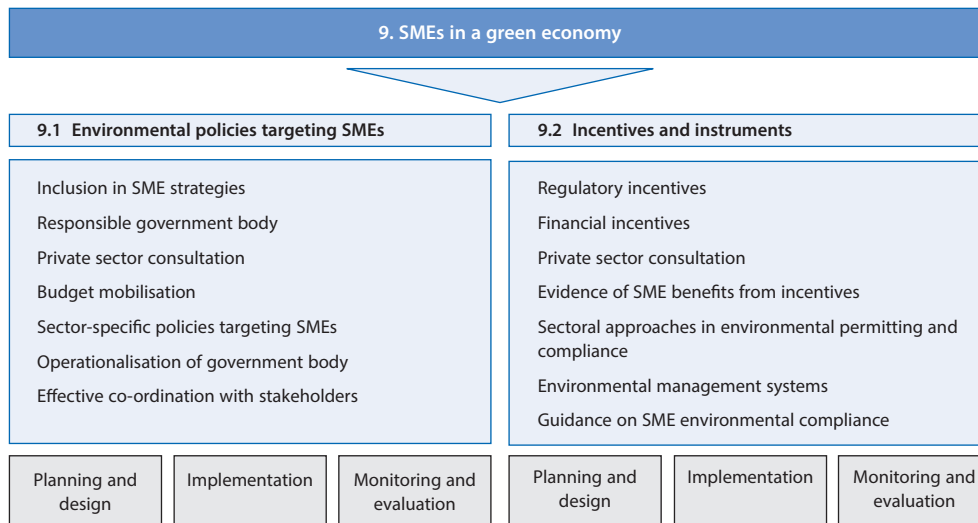 9. SMEs in a green economy
9.1 Environmental policies targeting SMEs
Inclusion in SME strategies
Responsible government body
Private sector consultation
Budget mobilisation
Sector-specific policies targeting SMEs
Operationalisation of government body
Effective co-ordination with stakeholders
9.2 Incentives and instruments
Regulatory incentives
Financial incentives
Private sector consultation
Evidence of SME benefits from incentives
Sectoral approaches in environmental permitting and
compliance
Environmental management systems
Guidance on SME environmental compliance
Planning and
design
Implementation
Monitoring and
evaluation
Planning and
design
Implementation
Monitoring and
evaluation